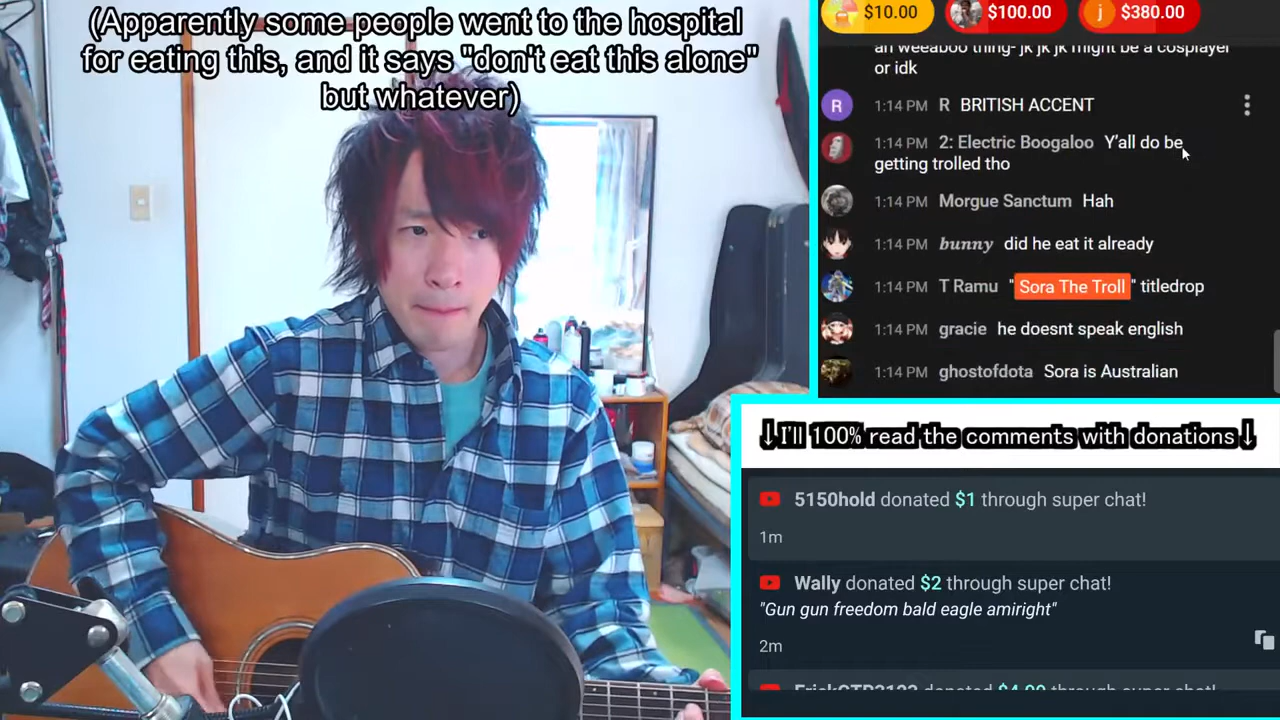 (Apparently some people went to the hospital
for eating this, and it says "don't eat this alone"
but whatever)
$10.00
$100.00
j $380.00
an weeaboo thing- jk jk jk might be a cosplayer
or idk
R 1:14 PM R BRITISH ACCENT
1:14 PM 2: Electric Boogaloo Y'all do be
getting trolled tho
1:14 PM Morgue Sanctum Hah
1:14 PM bunny did he eat it already
1:14 PM T Ramu "Sora The Troll" titledrop
1:14 PM gracie he doesnt speak english
1:14 PM ghostofdota Sora is Australian
↓I'll 100% read the comments with donations↓
5150hold donated $1 through super chat!
1m
Wally donated $2 through super chat!
"Gun gun freedom bald eagle amiright"
2m
donated $4.99 through super chat!